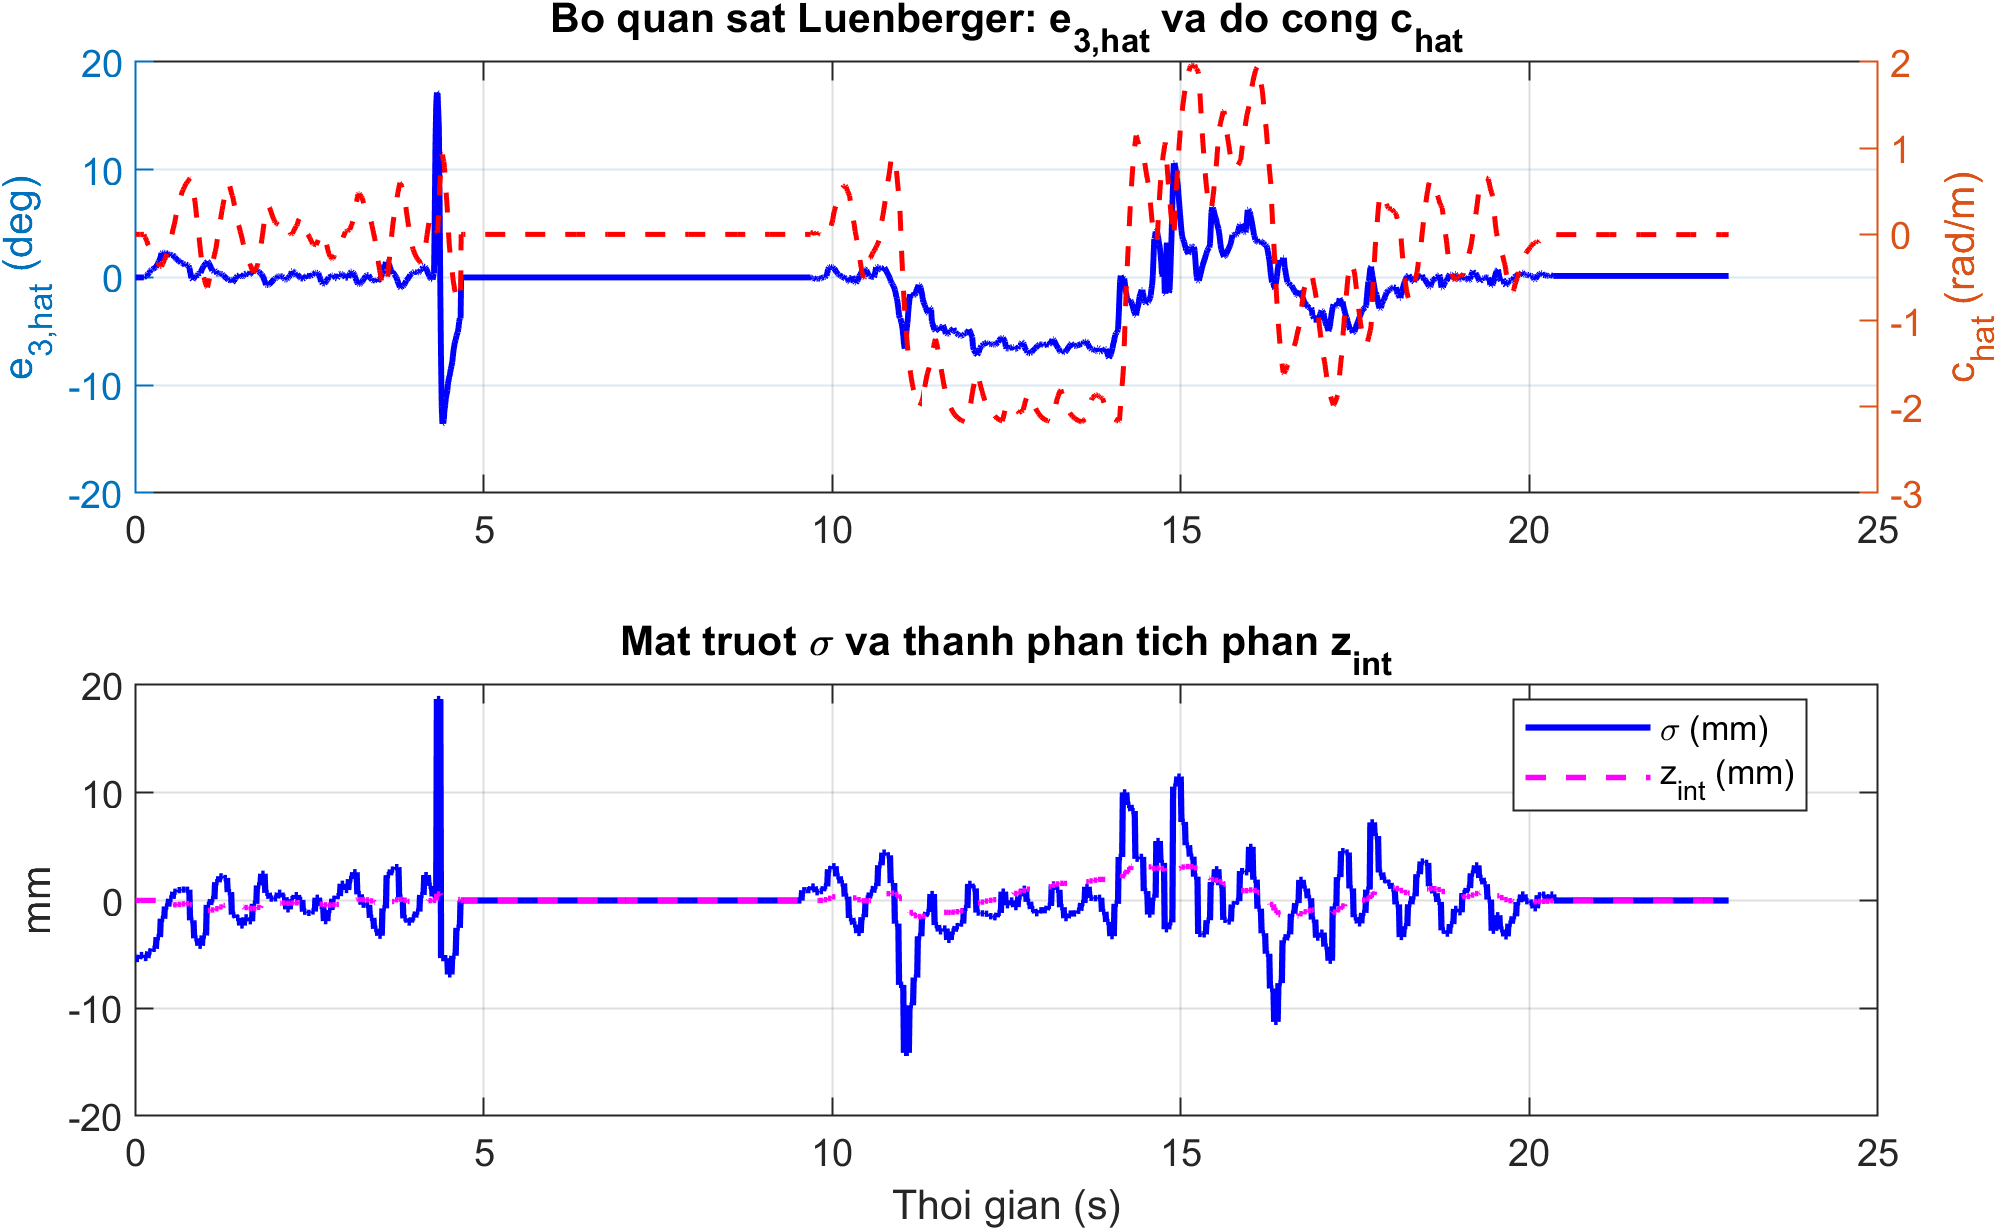 Bo quan sat Luenberger: e3,hat va do cong chat
20
10
0
-10
-20
e3,hat (deg)
2
1
0
-1
-2
-3
chat (rad/m)
0 5 10 15 20 25
Mat truot σ va thanh phan tich phan zint
20
10
0
-10
-20
mm
σ (mm)
zint (mm)
0 5 10 15 20 25
Thoi gian (s)